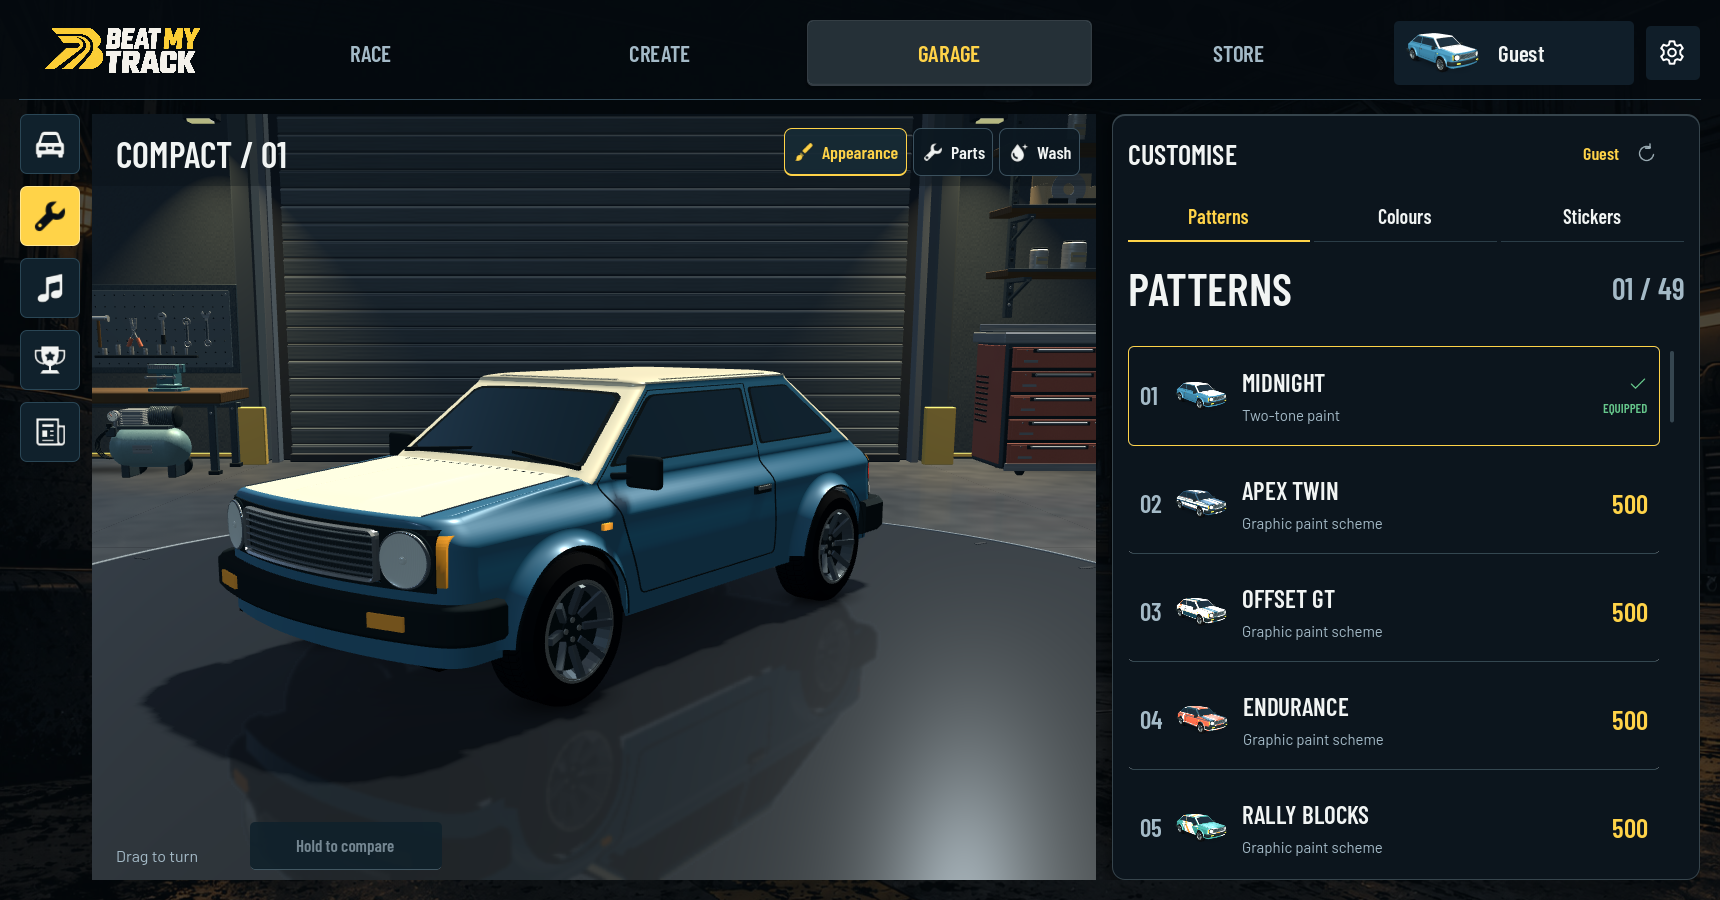 BEAT MY
TRACK
RACE
CREATE
GARAGE
STORE
Guest
COMPACT / 01
Appearance
Parts
Wash
Drag to turn
Hold to compare
CUSTOMISE
Guest
Patterns
Colours
Stickers
PATTERNS
01 / 49
01
MIDNIGHT
Two-tone paint
EQUIPPED
02
APEX TWIN
Graphic paint scheme
500
03
OFFSET GT
Graphic paint scheme
500
04
ENDURANCE
Graphic paint scheme
500
05
RALLY BLOCKS
Graphic paint scheme
500